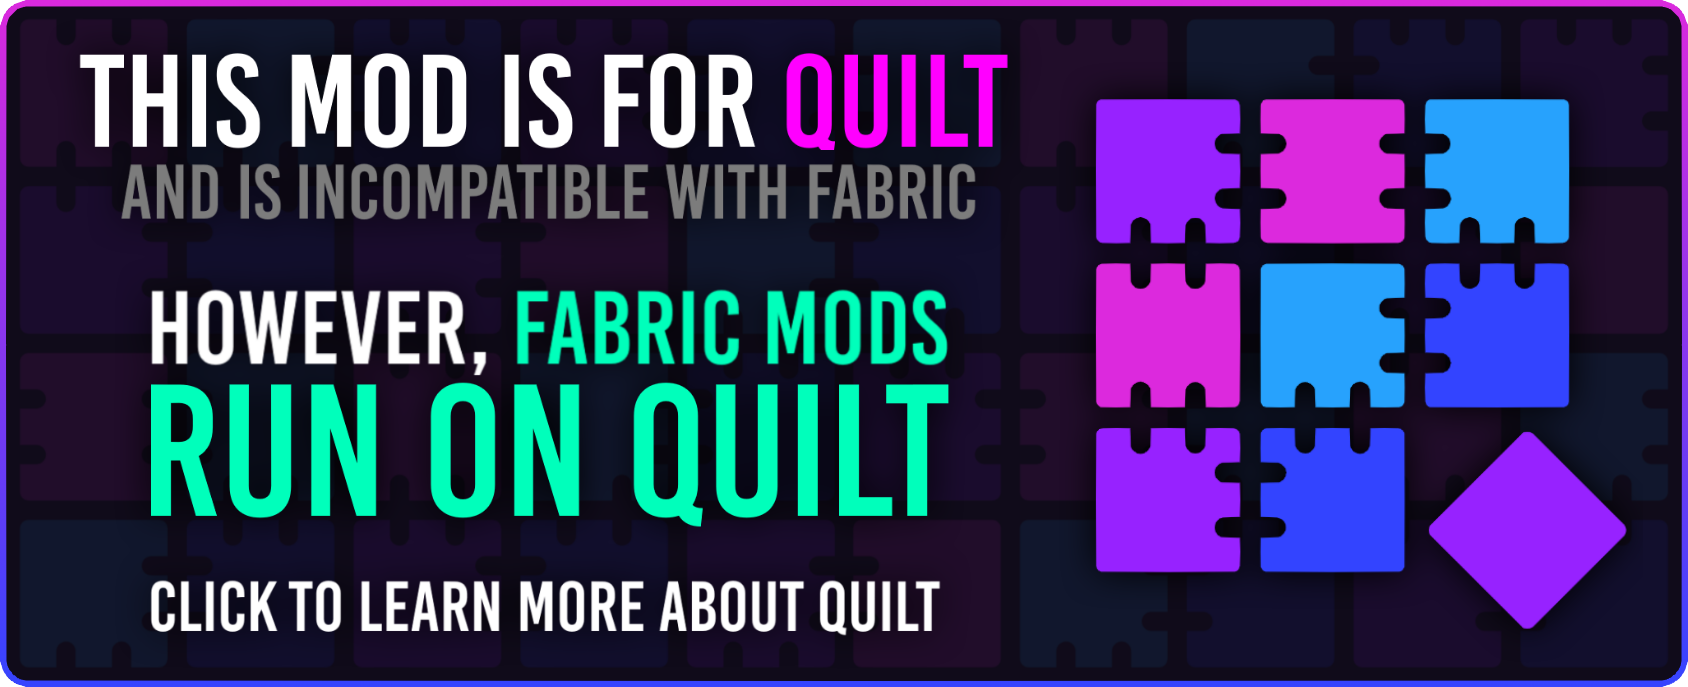 THIS MOD IS FOR QUILT
AND IS INCOMPATIBLE WITH FABRIC
HOWEVER, FABRIC MODS
RUN ON QUILT
CLICK TO LEARN MORE ABOUT QUILT